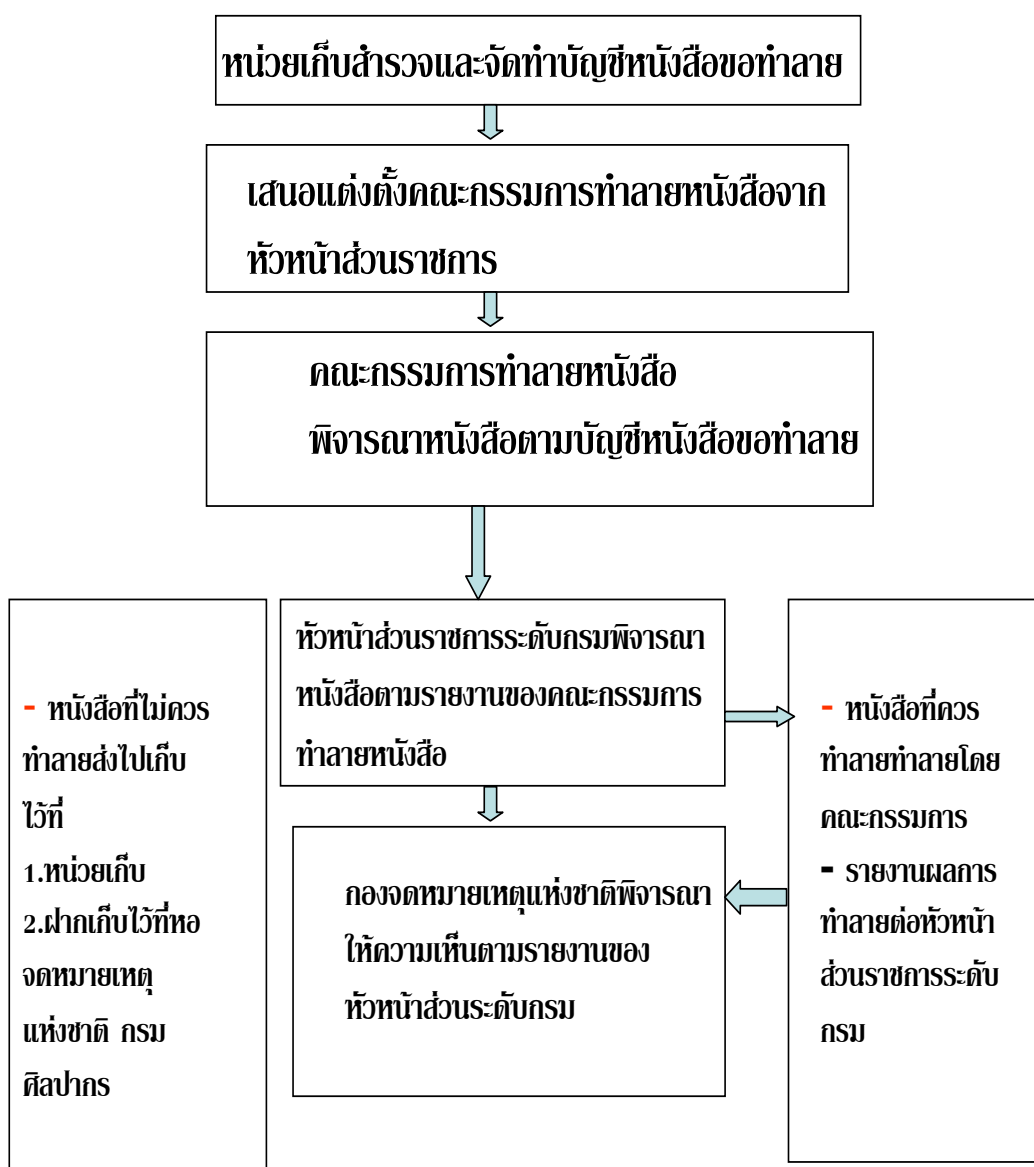 หน่วยเก็บสำรวจและจัดทำบัญชีหนังสือขอทำลาย
เสนอแต่งตั้งคณะกรรมการทำลายหนังสือจาก
หัวหน้าส่วนราชการ
คณะกรรมการทำลายหนังสือ
พิจารณาหนังสือตามบัญชีหนังสือขอทำลาย
หัวหน้าส่วนราชการระดับกรมพิจารณา
หนังสือตามรายงานของคณะกรรมการ
ทำลายหนังสือ
- หนังสือที่ไม่ควร
ทำลายส่งไปเก็บ
ไว้ที่
1.หน่วยเก็บ
2.ฝากเก็บไว้ที่หอ
จดหมายเหตุ
แห่งชาติ กรม
ศิลปากร
กองจดหมายเหตุแห่งชาติพิจารณา
ให้ความเห็นตามรายงานของ
หัวหน้าส่วนระดับกรม
- หนังสือที่ควร
ทำลายทำลายโดย
คณะกรรมการ
- รายงานผลการ
ทำลายต่อหัวหน้า
ส่วนราชการระดับ
กรม